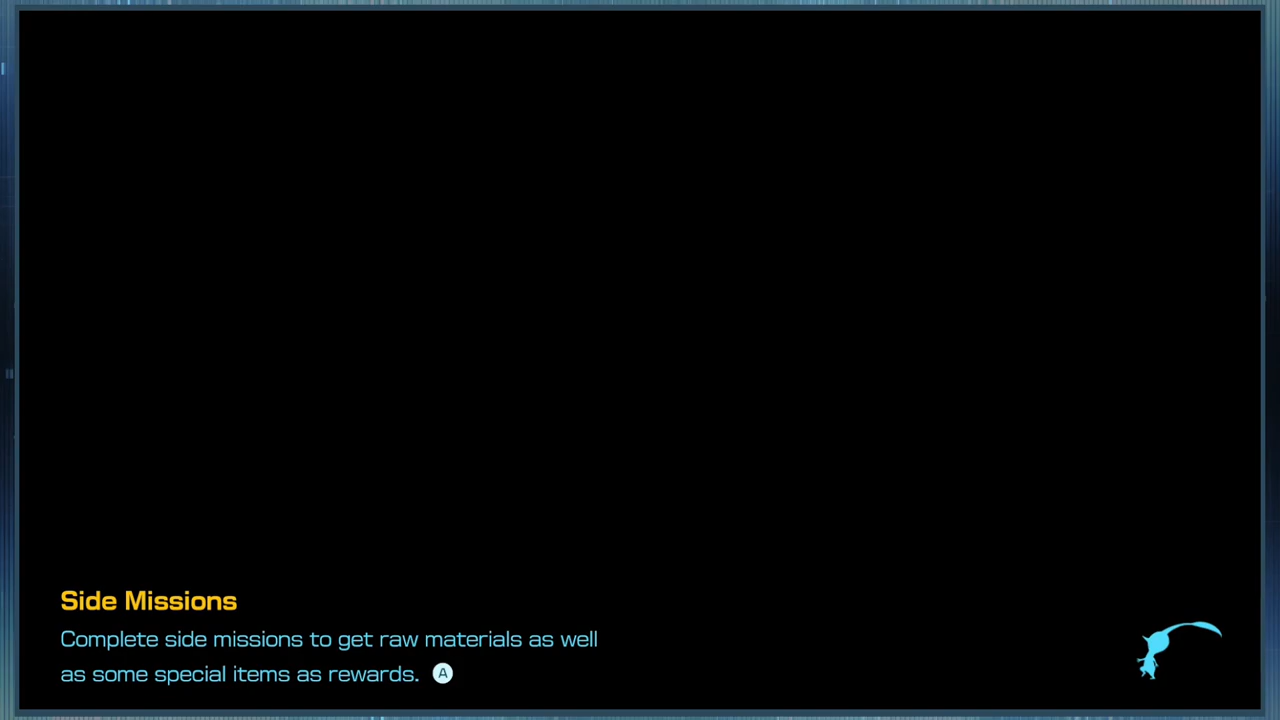 Side Missions
Complete side missions to get raw materials as well
as some special items as rewards. A